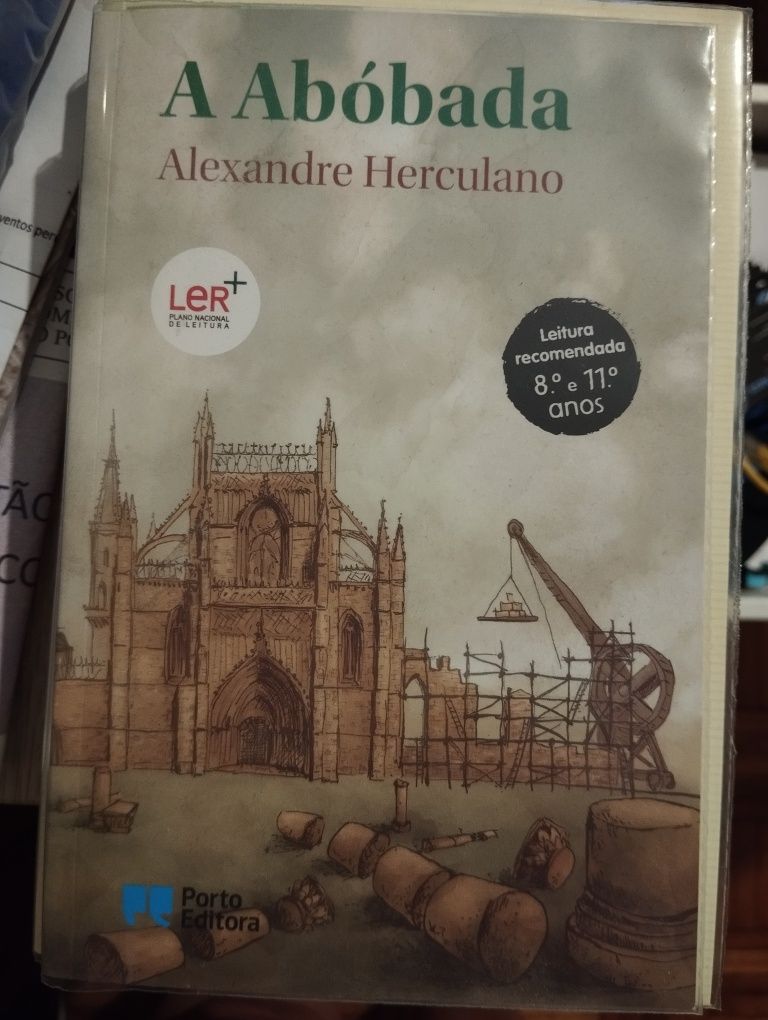 A Abóbada
Alexandre Herculano
LeR+
PLANO NACIONAL
DE LEITURA
Leitura
recomendada
8.º e 11.º
anos
Porto
Editora